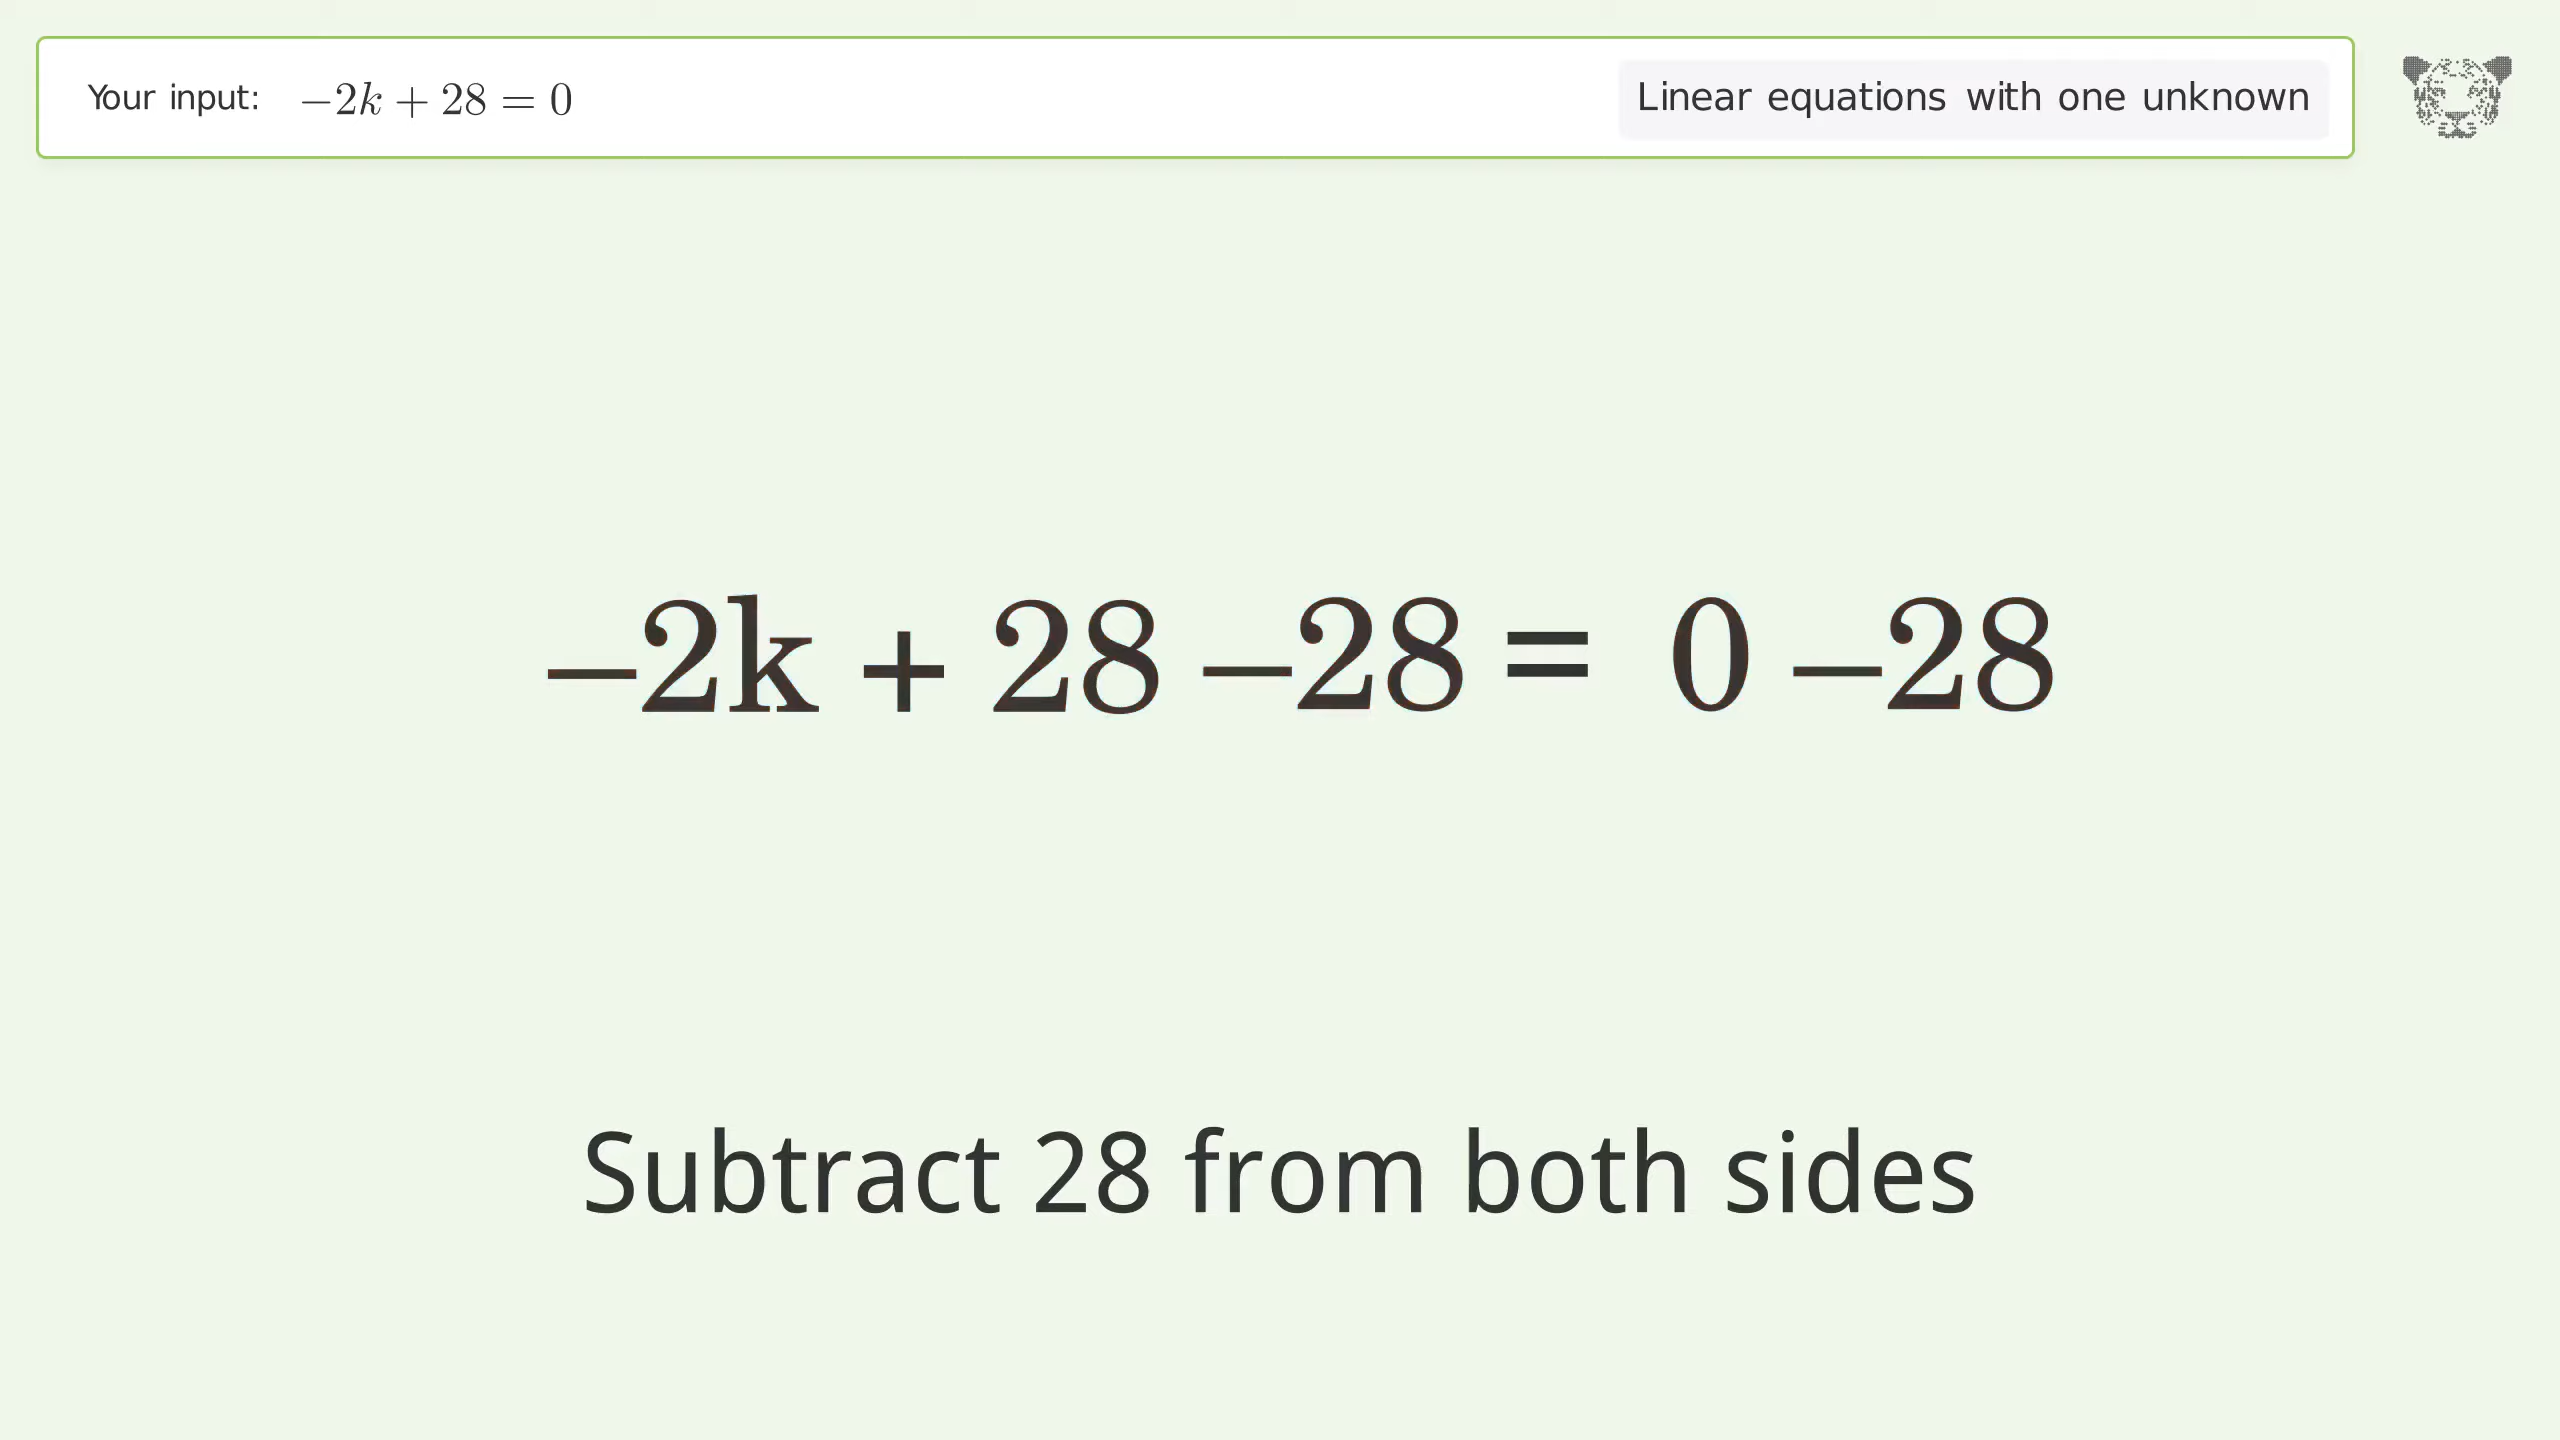 Your input: −2k + 28 = 0
Linear equations with one unknown
−2k + 28 −28 = 0 −28
Subtract 28 from both sides